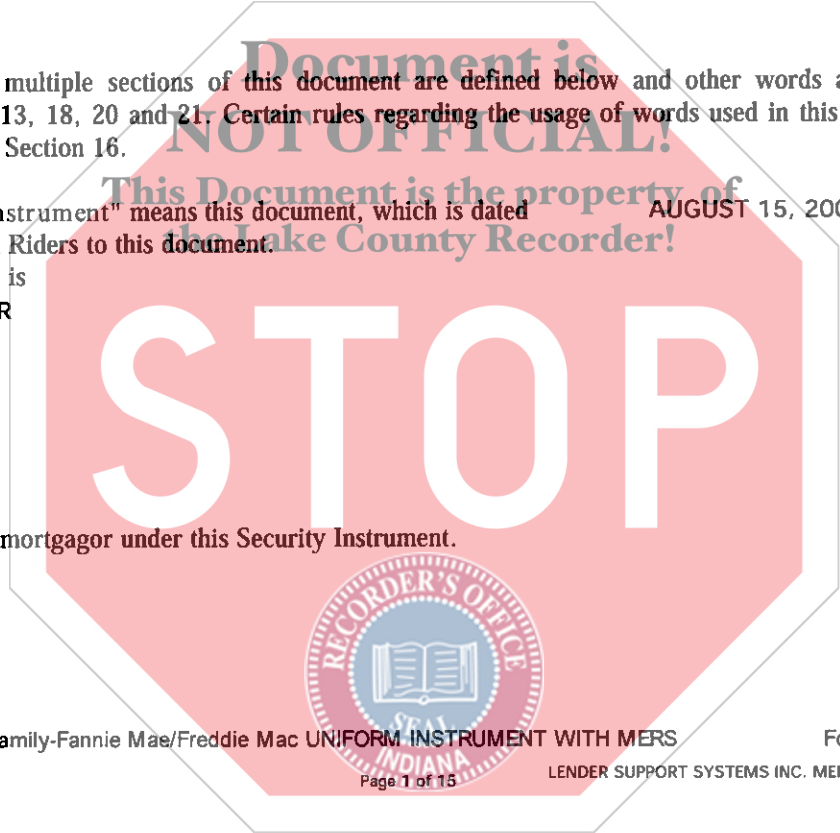 Document is
multiple sections of this document are defined below and other words a
13, 18, 20 and 21. Certain rules regarding the usage of words used in this
NOT OFFICIAL!
Section 16.
This Document is the property of
strument" means this document, which is dated AUGUST 15, 200
the Lake County Recorder!
Riders to this document.
is
R
STOP
mortgagor under this Security Instrument.
RECORDER'S OFFICE
SEAL
INDIANA
amily-Fannie Mae/Freddie Mac UNIFORM INSTRUMENT WITH MERS Fo
LENDER SUPPORT SYSTEMS INC. MER
Page 1 of 15